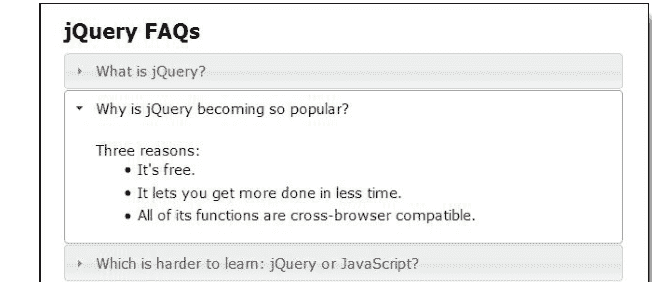 jQuery FAQs
What is jQuery?
Why is jQuery becoming so popular?
Three reasons:
• It's free.
• It lets you get more done in less time.
• All of its functions are cross-browser compatible.
Which is harder to learn: jQuery or JavaScript?